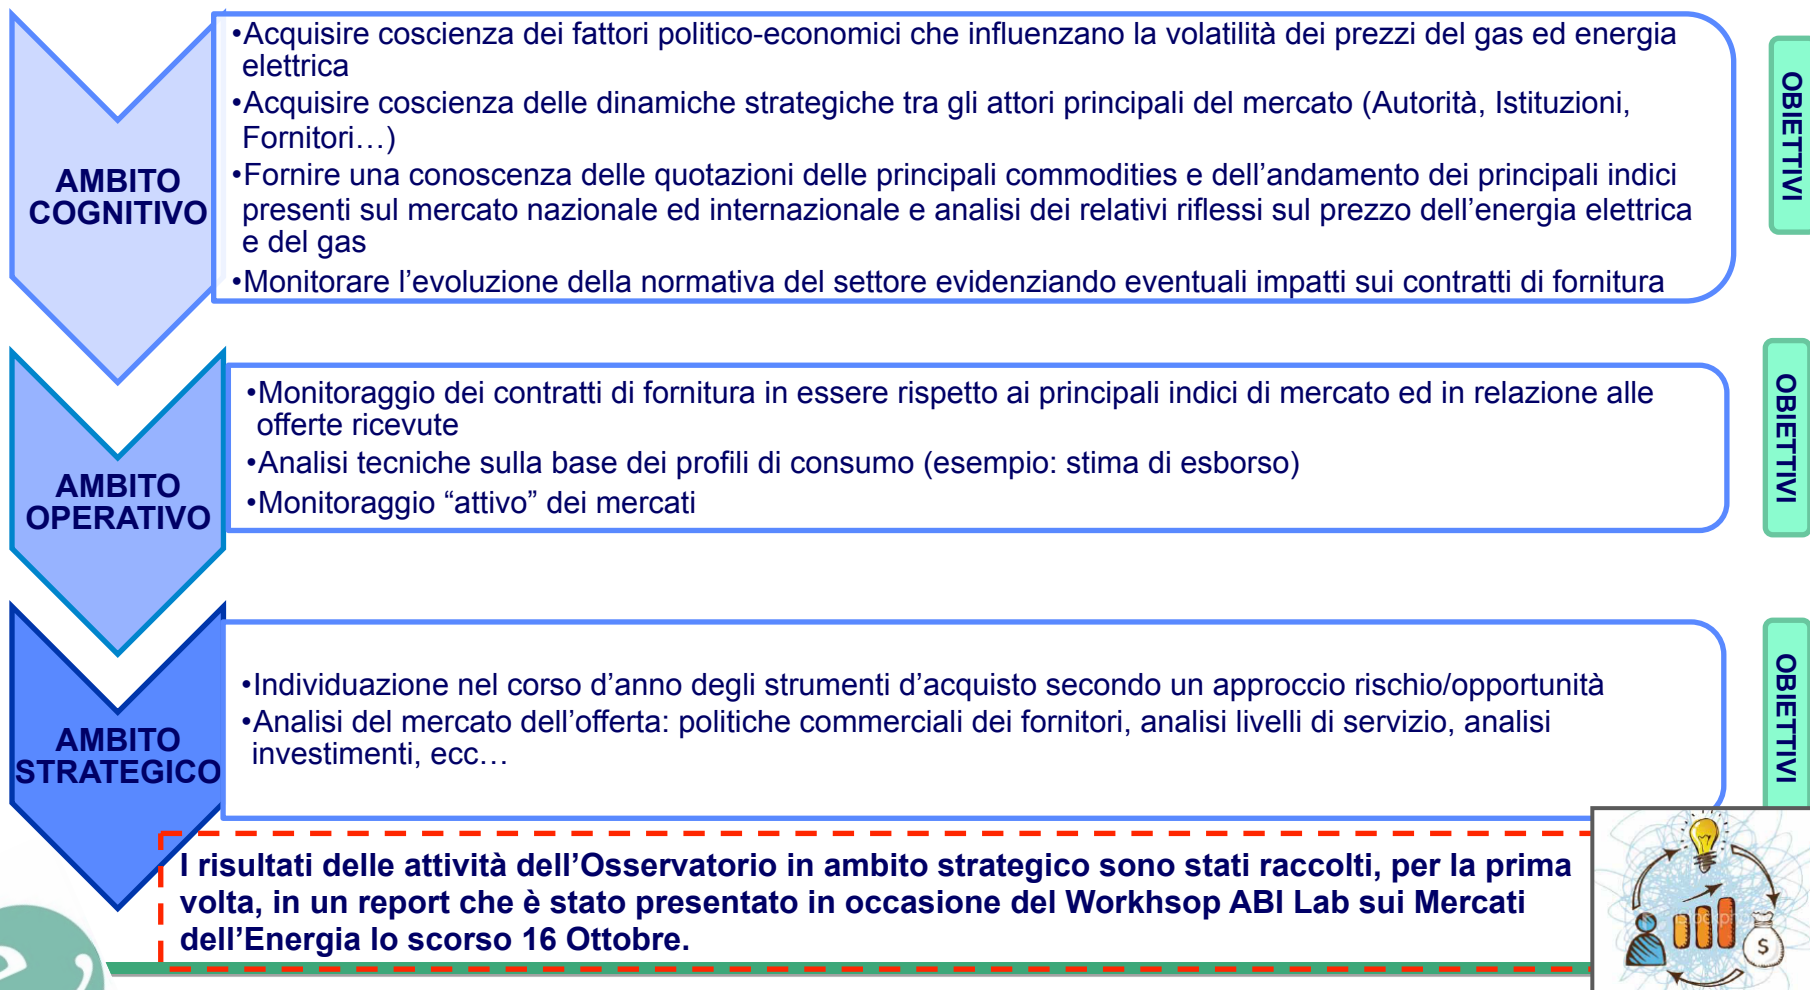 AMBITO
COGNITIVO
•Acquisire coscienza dei fattori politico-economici che influenzano la volatilità dei prezzi del gas ed energia
elettrica
•Acquisire coscienza delle dinamiche strategiche tra gli attori principali del mercato (Autorità, Istituzioni,
Fornitori…)
•Fornire una conoscenza delle quotazioni delle principali commodities e dell’andamento dei principali indici
presenti sul mercato nazionale ed internazionale e analisi dei relativi riflessi sul prezzo dell’energia elettrica
e del gas
•Monitorare l’evoluzione della normativa del settore evidenziando eventuali impatti sui contratti di fornitura
OBIETTIVI
AMBITO
OPERATIVO
•Monitoraggio dei contratti di fornitura in essere rispetto ai principali indici di mercato ed in relazione alle
offerte ricevute
•Analisi tecniche sulla base dei profili di consumo (esempio: stima di esborso)
•Monitoraggio “attivo” dei mercati
OBIETTIVI
AMBITO
STRATEGICO
•Individuazione nel corso d’anno degli strumenti d’acquisto secondo un approccio rischio/opportunità
•Analisi del mercato dell’offerta: politiche commerciali dei fornitori, analisi livelli di servizio, analisi
investimenti, ecc…
OBIETTIVI
I risultati delle attività dell’Osservatorio in ambito strategico sono stati raccolti, per la prima
volta, in un report che è stato presentato in occasione del Workhsop ABI Lab sui Mercati
dell’Energia lo scorso 16 Ottobre.
$